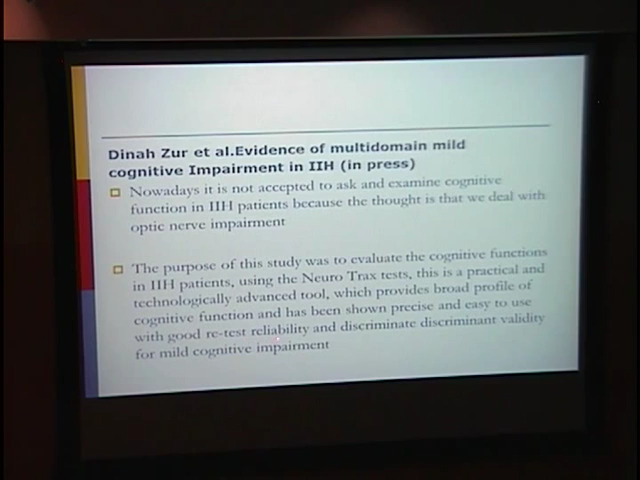 Dinah Zur et al.Evidence of multidomain mild
cognitive Impairment in IIH (in press)
Nowadays it is not accepted to ask and examine cognitive
function in IIH patients because the thought is that we deal with
optic nerve impairment
The purpose of this study was to evaluate the cognitive functions
in IIH patients, using the Neuro Trax tests, this is a practical and
technologically advanced tool, which provides broad profile of
cognitive function and has been shown precise and easy to use
with good re-test reliability and discriminate discriminant validity
for mild cognitive impairment